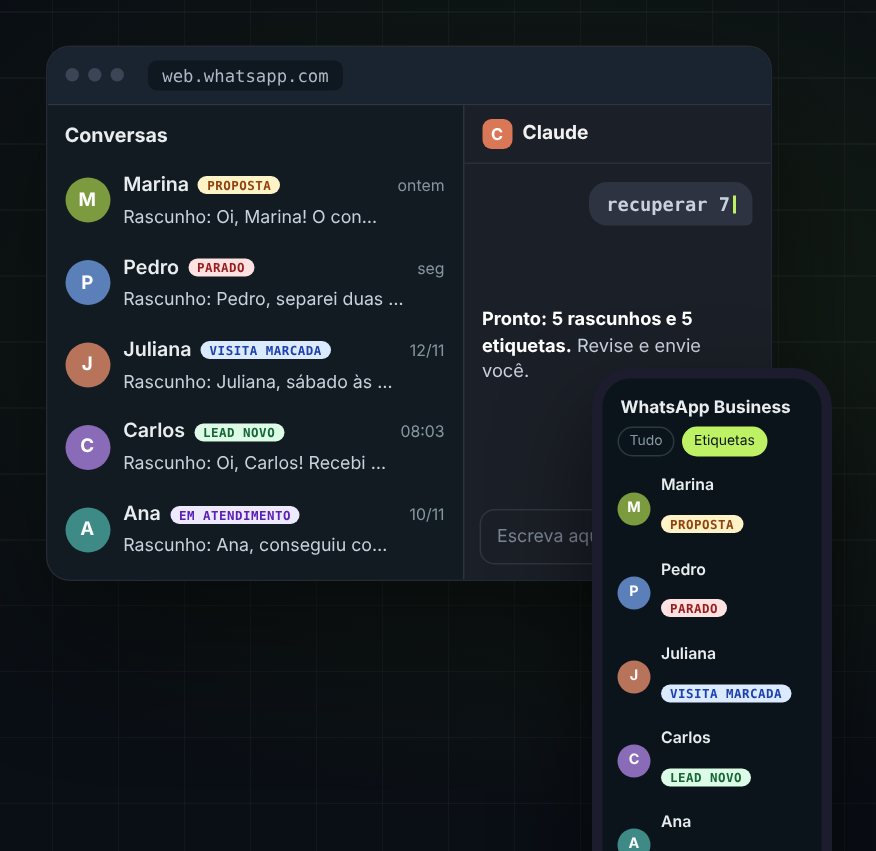 web.whatsapp.com
Conversas
M
Marina PROPOSTA ontem
Rascunho: Oi, Marina! O con...
P
Pedro PARADO seg
Rascunho: Pedro, separei duas ...
J
Juliana VISITA MARCADA 12/11
Rascunho: Juliana, sábado às ...
C
Carlos LEAD NOVO 08:03
Rascunho: Oi, Carlos! Recebi ...
A
Ana EM ATENDIMENTO 10/11
Rascunho: Ana, conseguiu co...
C Claude
recuperar 7
Pronto: 5 rascunhos e 5
etiquetas. Revise e envie
você.
Escreva aqu
WhatsApp Business
Tudo Etiquetas
Marina
M
PROPOSTA
Pedro
P
PARADO
Juliana
J
VISITA MARCADA
Carlos
C
LEAD NOVO
Ana
A